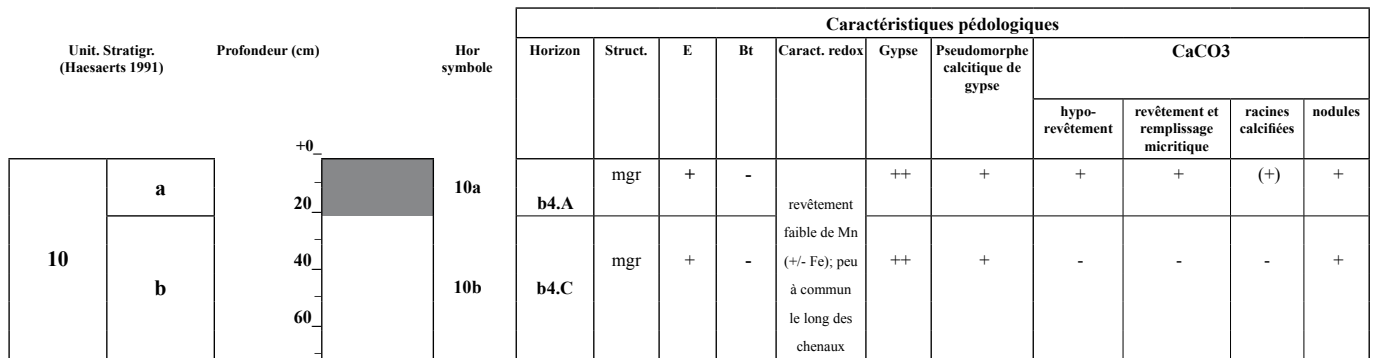 Caractéristiques pédologiques
Unit. Stratigr.
(Haesaerts 1991)
Profondeur (cm)
Hor
symbole
Horizon Struct. E Bt Caract. redox Gypse Pseudomorphe
calcitique de
gypse
CaCO3
hypo-
revêtement
revêtement et
remplissage
micritique
racines
calcifiées
nodules
+0
a 10a mgr + - ++ + + + (+) +
20 b4.A revêtement
faible de Mn
10 40 mgr + - (+/- Fe); peu ++ + - - - +
b 10b b4.C à commun
60 le long des
chenaux